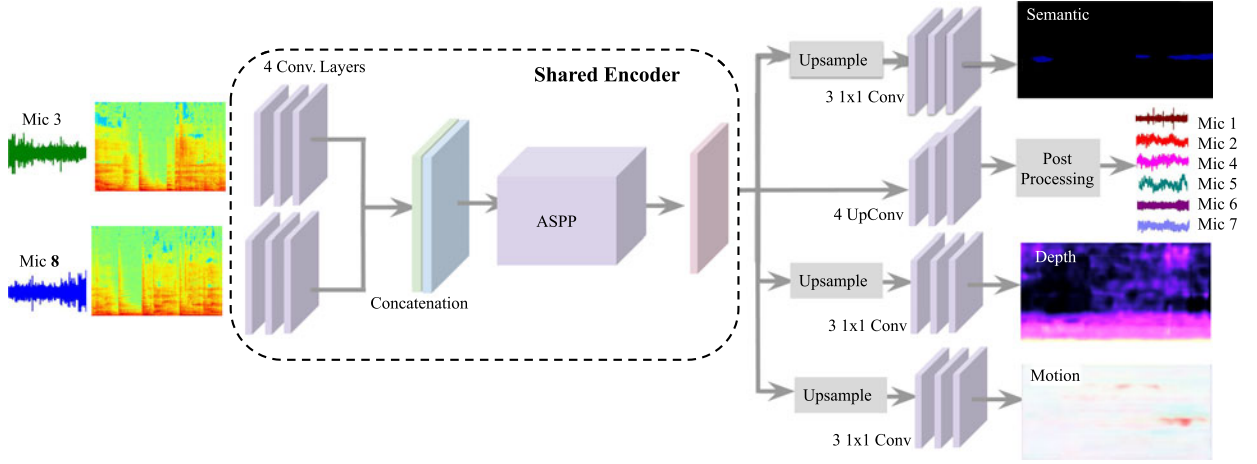 4 Conv. Layers
Shared Encoder
Mic 3
Mic 8
Concatenation
ASPP
Upsample
3 1x1 Conv
Semantic
4 UpConv
Post
Processing
Mic 1
Mic 2
Mic 4
Mic 5
Mic 6
Mic 7
Upsample
3 1x1 Conv
Depth
Upsample
3 1x1 Conv
Motion